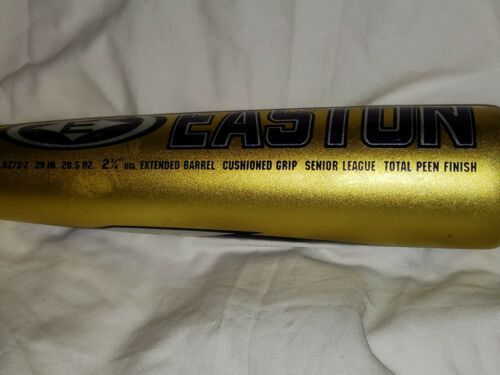 E EASTON
29 IN. 20.5 OZ. 2¾" DIA. EXTENDED BARREL CUSHIONED GRIP SENIOR LEAGUE TOTAL PEEN FINISH